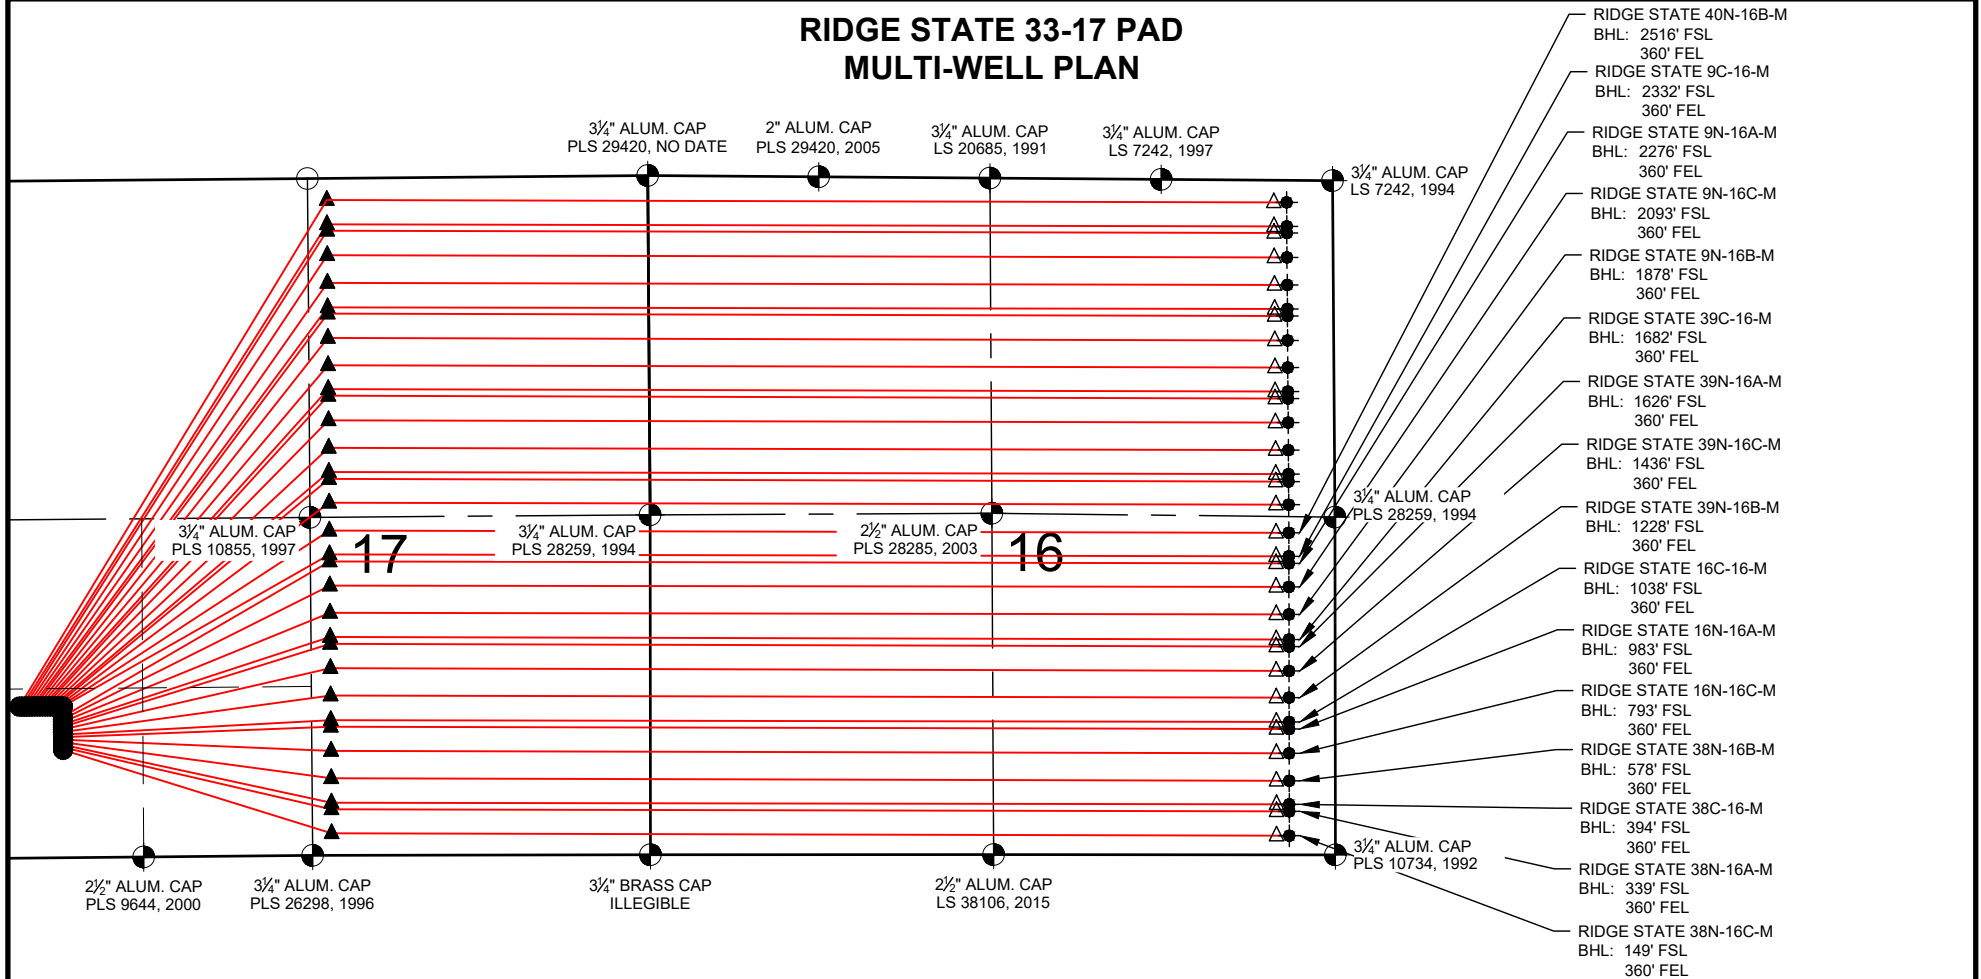 RIDGE STATE 33-17 PAD
MULTI-WELL PLAN
3¼" ALUM. CAP
PLS 29420, NO DATE
2" ALUM. CAP
PLS 29420, 2005
3¼" ALUM. CAP
LS 20685, 1991
3¼" ALUM. CAP
LS 7242, 1997
3¼" ALUM. CAP
LS 7242, 1994
3¼" ALUM. CAP
PLS 10855, 1997
17
3¼" ALUM. CAP
PLS 28259, 1994
2½" ALUM. CAP
PLS 28285, 2003
16
3¼" ALUM. CAP
PLS 28259, 1994
2½" ALUM. CAP
PLS 9644, 2000
3¼" ALUM. CAP
PLS 26298, 1996
3¼" BRASS CAP
ILLEGIBLE
2½" ALUM. CAP
LS 38106, 2015
3¼" ALUM. CAP
PLS 10734, 1992
RIDGE STATE 40N-16B-M
BHL: 2516' FSL
360' FEL
RIDGE STATE 9C-16-M
BHL: 2332' FSL
360' FEL
RIDGE STATE 9N-16A-M
BHL: 2276' FSL
360' FEL
RIDGE STATE 9N-16C-M
BHL: 2093' FSL
360' FEL
RIDGE STATE 9N-16B-M
BHL: 1878' FSL
360' FEL
RIDGE STATE 39C-16-M
BHL: 1682' FSL
360' FEL
RIDGE STATE 39N-16A-M
BHL: 1626' FSL
360' FEL
RIDGE STATE 39N-16C-M
BHL: 1436' FSL
360' FEL
RIDGE STATE 39N-16B-M
BHL: 1228' FSL
360' FEL
RIDGE STATE 16C-16-M
BHL: 1038' FSL
360' FEL
RIDGE STATE 16N-16A-M
BHL: 983' FSL
360' FEL
RIDGE STATE 16N-16C-M
BHL: 793' FSL
360' FEL
RIDGE STATE 38N-16B-M
BHL: 578' FSL
360' FEL
RIDGE STATE 38C-16-M
BHL: 394' FSL
360' FEL
RIDGE STATE 38N-16A-M
BHL: 339' FSL
360' FEL
RIDGE STATE 38N-16C-M
BHL: 149' FSL
360' FEL